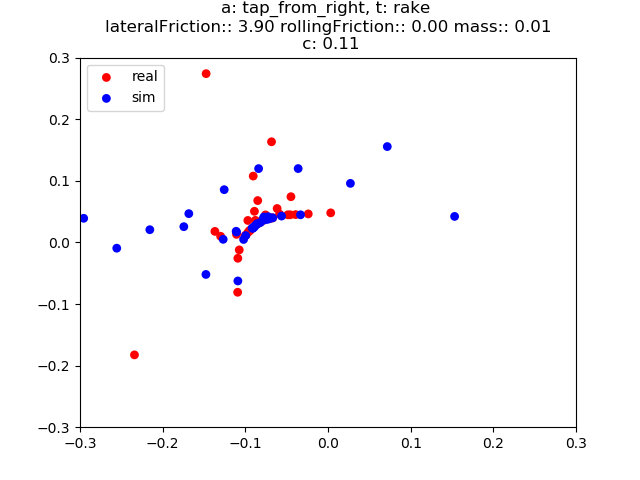 a: tap_from_right, t: rake
lateralFriction:: 3.90 rollingFriction:: 0.00 mass:: 0.01
c: 0.11
real
sim
0.3
0.2
0.1
0.0
−0.1
−0.2
−0.3
−0.3 −0.2 −0.1 0.0 0.1 0.2 0.3